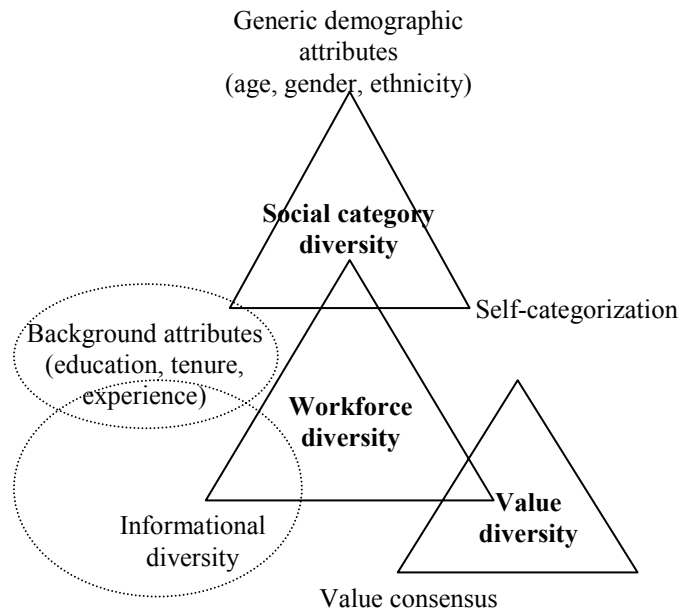 Generic demographic
attributes
(age, gender, ethnicity)
Social category
diversity
Self-categorization
Background attributes
(education, tenure,
experience)
Workforce
diversity
Value
diversity
Informational
diversity
Value consensus